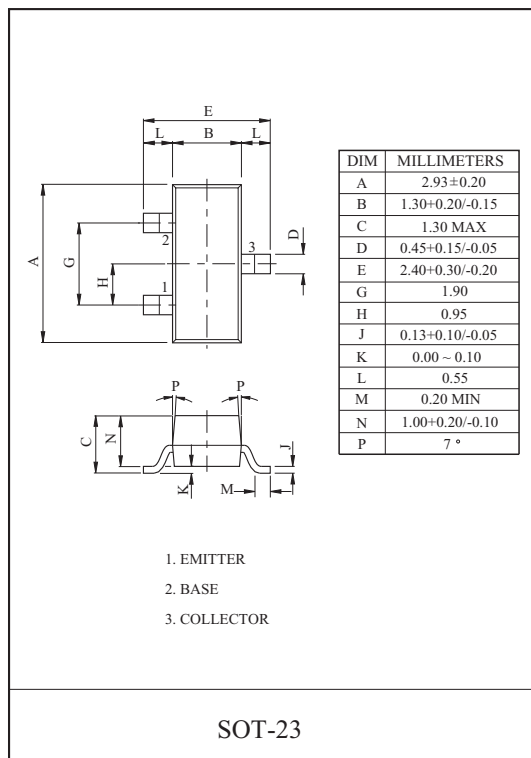 E
L B L
A
G
H
2
1
3
D
P P
C
N
K
M
J
DIM MILLIMETERS
A 2.93±0.20
B 1.30+0.20/-0.15
C 1.30 MAX
D 0.45+0.15/-0.05
E 2.40+0.30/-0.20
G 1.90
H 0.95
J 0.13+0.10/-0.05
K 0.00 ~ 0.10
L 0.55
M 0.20 MIN
N 1.00+0.20/-0.10
P 7 °
1. EMITTER
2. BASE
3. COLLECTOR
SOT-23